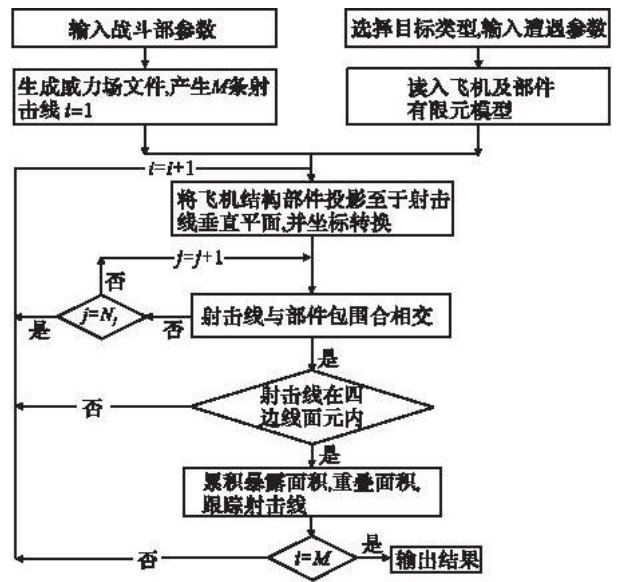 输入战斗部参数
选择目标类型,输入遭遇参数
生成威力场文件,产生M条射
击线 i=1
读入飞机及部件
有限元模型
i=i+1
将飞机结构部件投影至于射击
线垂直平面,并坐标转换
j=j+1
否
j=Nj
是
否
射击线与部件包围合相交
是
射击线在四
边线面元内
否
是
累积暴露面积,重叠面积,
跟踪射击线
i=M
否
是
输出结果